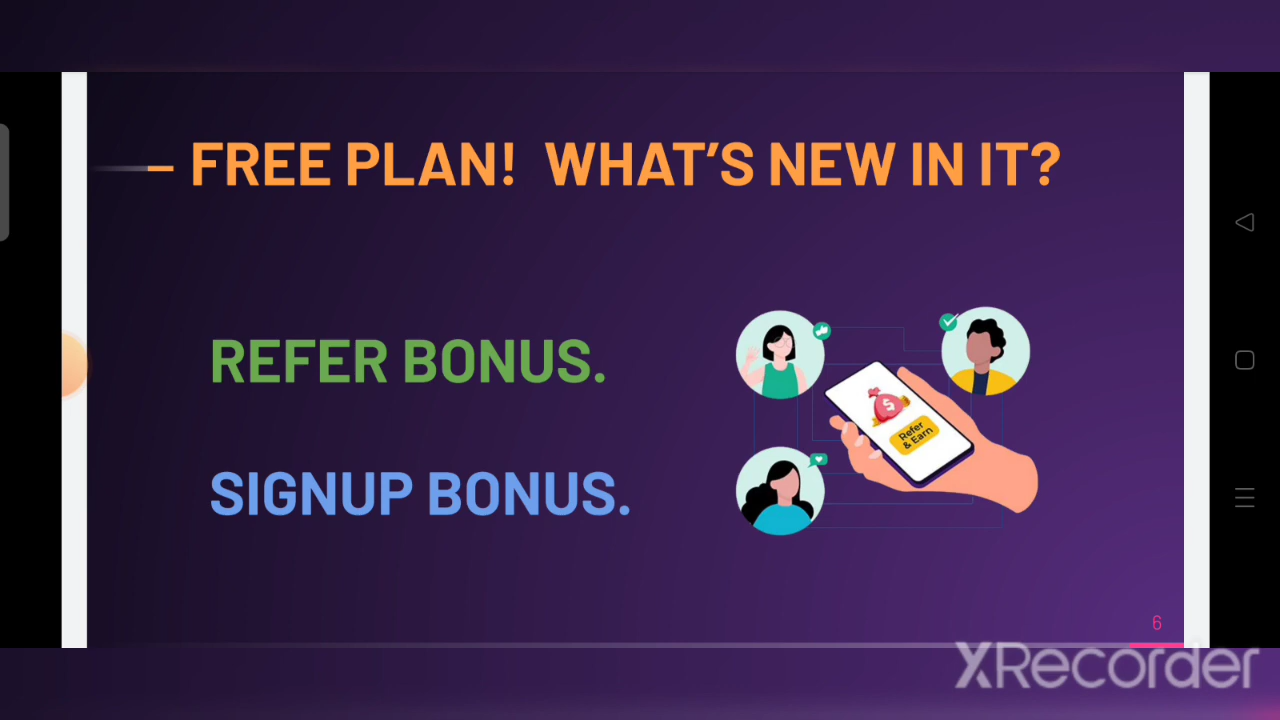 FREE PLAN! WHAT'S NEW IN IT?
REFER BONUS.
$
Refer
& Earn
SIGNUP BONUS.
6
XRecorder